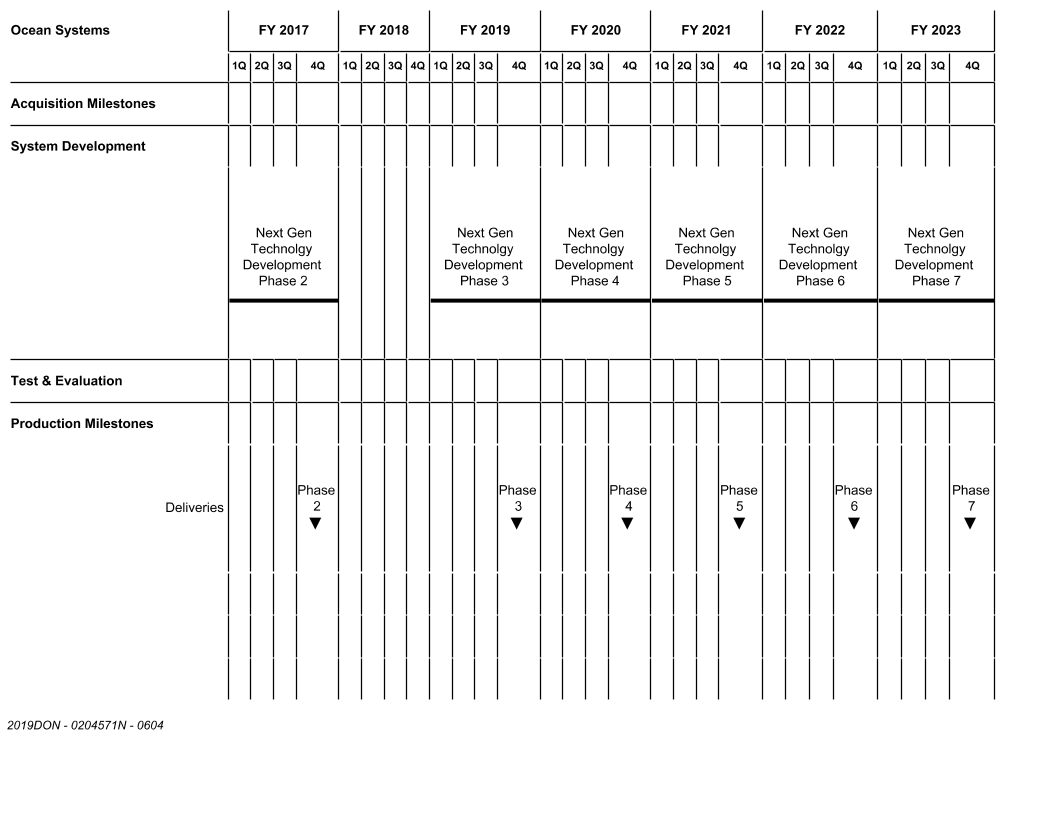 Ocean Systems FY 2017 FY 2018 FY 2019 FY 2020 FY 2021 FY 2022 FY 2023
1Q 2Q 3Q 4Q 1Q 2Q 3Q 4Q 1Q 2Q 3Q 4Q 1Q 2Q 3Q 4Q 1Q 2Q 3Q 4Q 1Q 2Q 3Q 4Q 1Q 2Q 3Q 4Q
Acquisition Milestones
System Development
Next Gen Next Gen Next Gen Next Gen Next Gen Next Gen
Technolgy Technolgy Technolgy Technolgy Technolgy Technolgy
Development Development Development Development Development Development
Phase 2 Phase 3 Phase 4 Phase 5 Phase 6 Phase 7
Test & Evaluation
Production Milestones
Phase Phase Phase Phase Phase Phase
Deliveries 2 3 4 5 6 7
2019DON - 0204571N - 0604